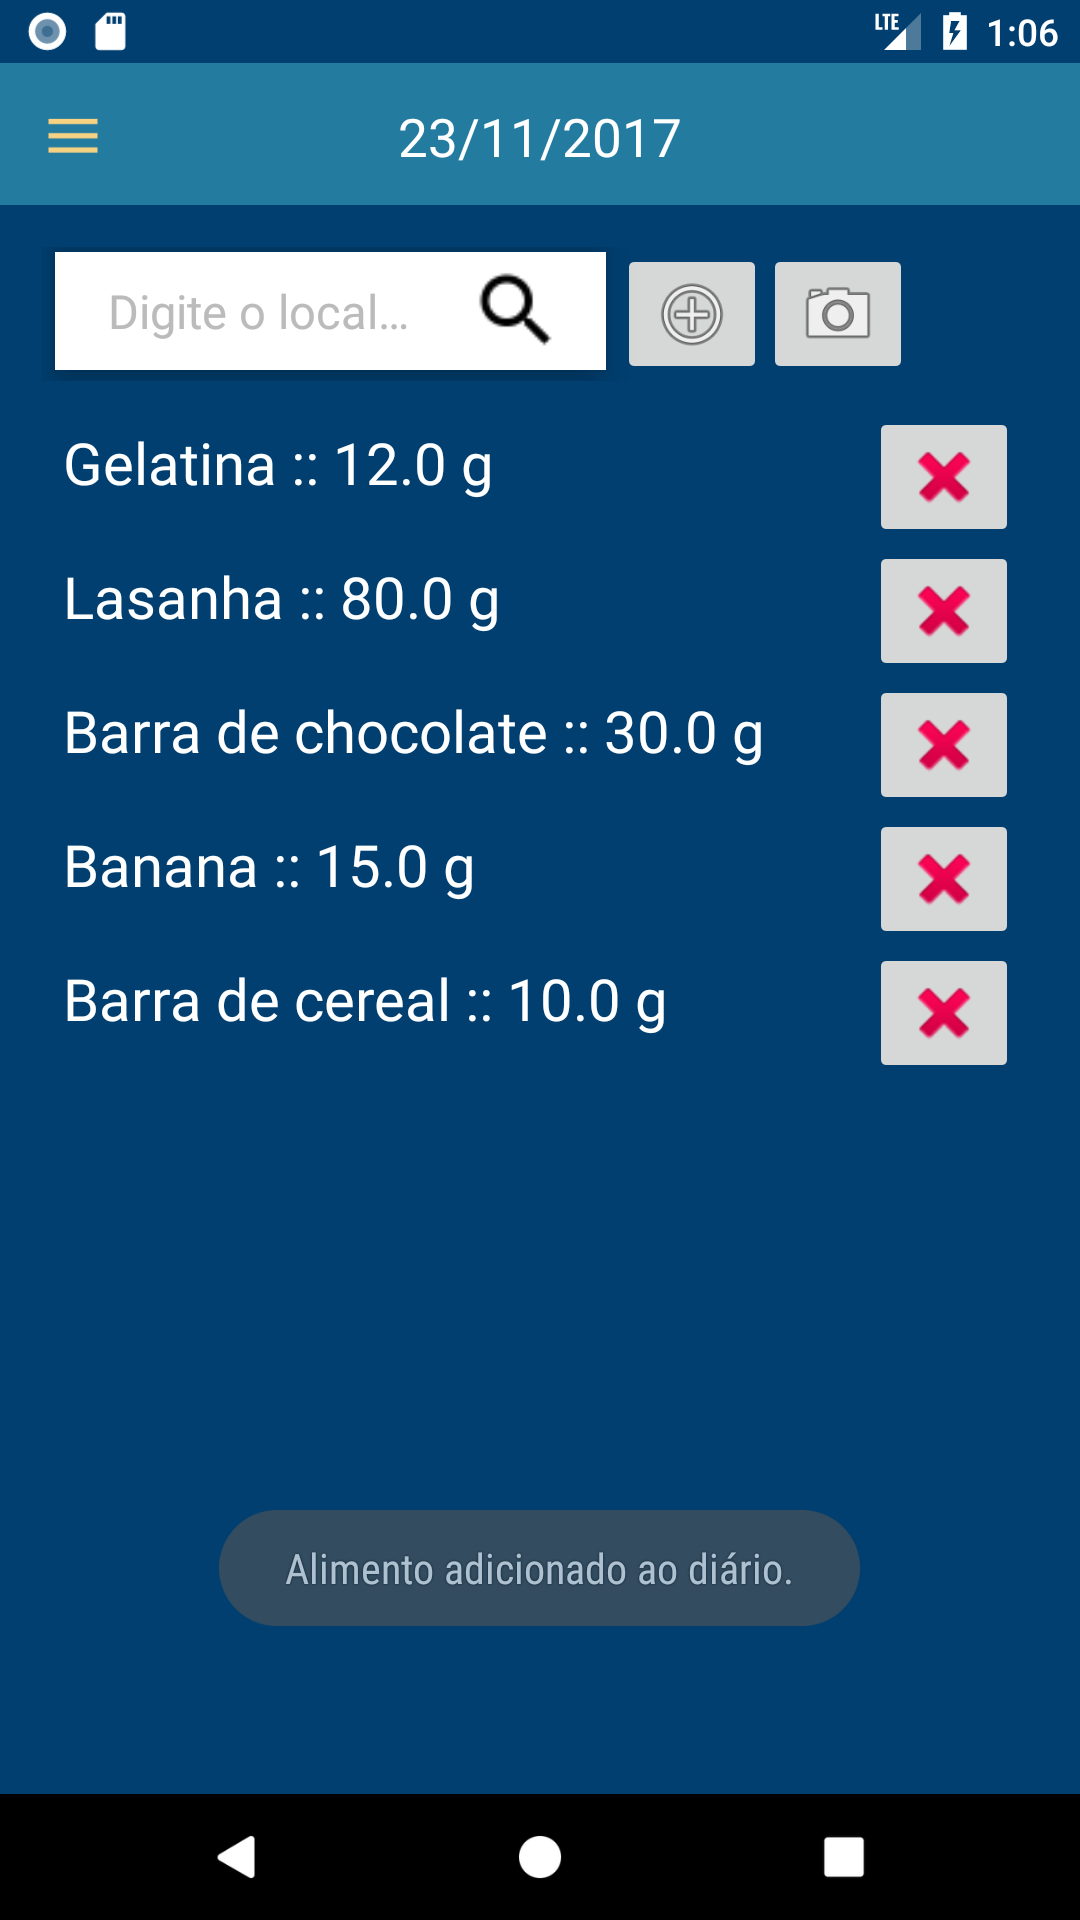 LTE 1:06
23/11/2017
Digite o local...
Gelatina :: 12.0 g
Lasanha :: 80.0 g
Barra de chocolate :: 30.0 g
Banana :: 15.0 g
Barra de cereal :: 10.0 g
Alimento adicionado ao diário.